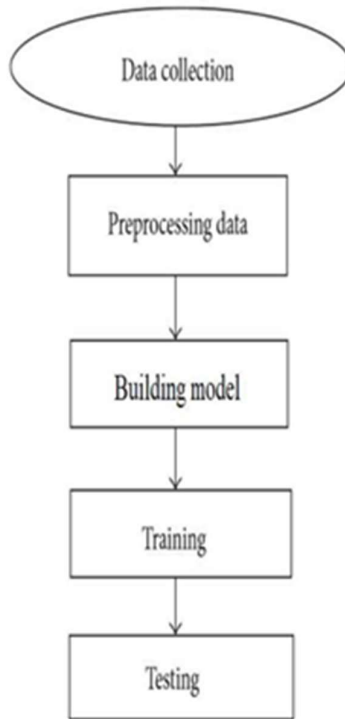 Data collection
Preprocessing data
Building model
Training
Testing